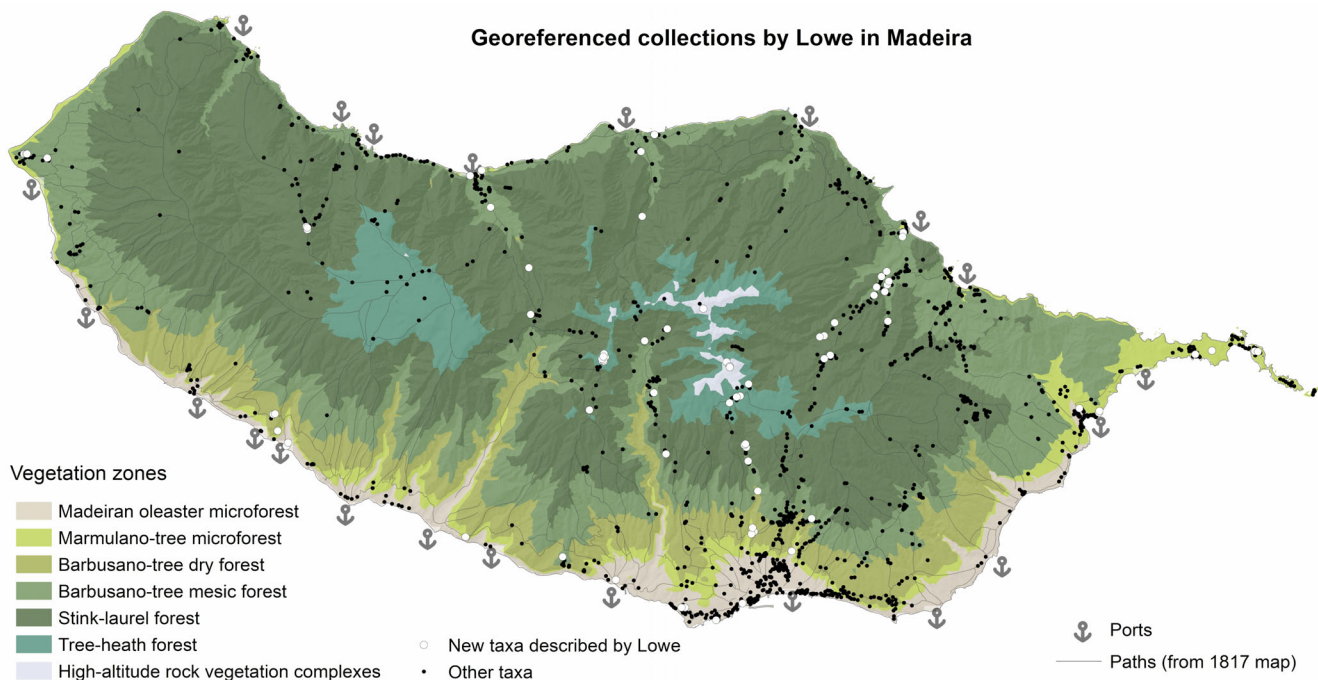 Georeferenced collections by Lowe in Madeira
Vegetation zones
Madeiran oleaster microforest
Marmulano-tree microforest
Barbusano-tree dry forest
Barbusano-tree mesic forest
Stink-laurel forest
Tree-heath forest
High-altitude rock vegetation complexes
New taxa described by Lowe
Other taxa
Ports
Paths (from 1817 map)